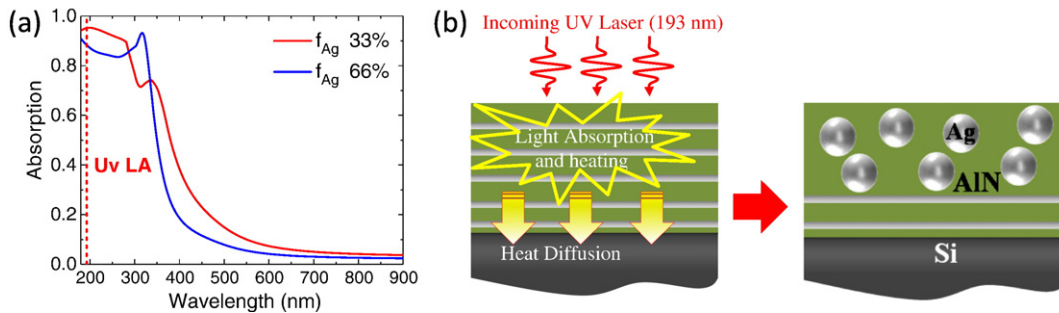 (a)
1.0
0.8
0.6
0.4
0.2
0.0
Absorption
f_Ag 33%
f_Ag 66%
Uv LA
200 300 400 500 600 700 800 900
Wavelength (nm)
(b)
Incoming UV Laser (193 nm)
Light Absorption
and heating
Heat Diffusion
Ag
AlN
Si